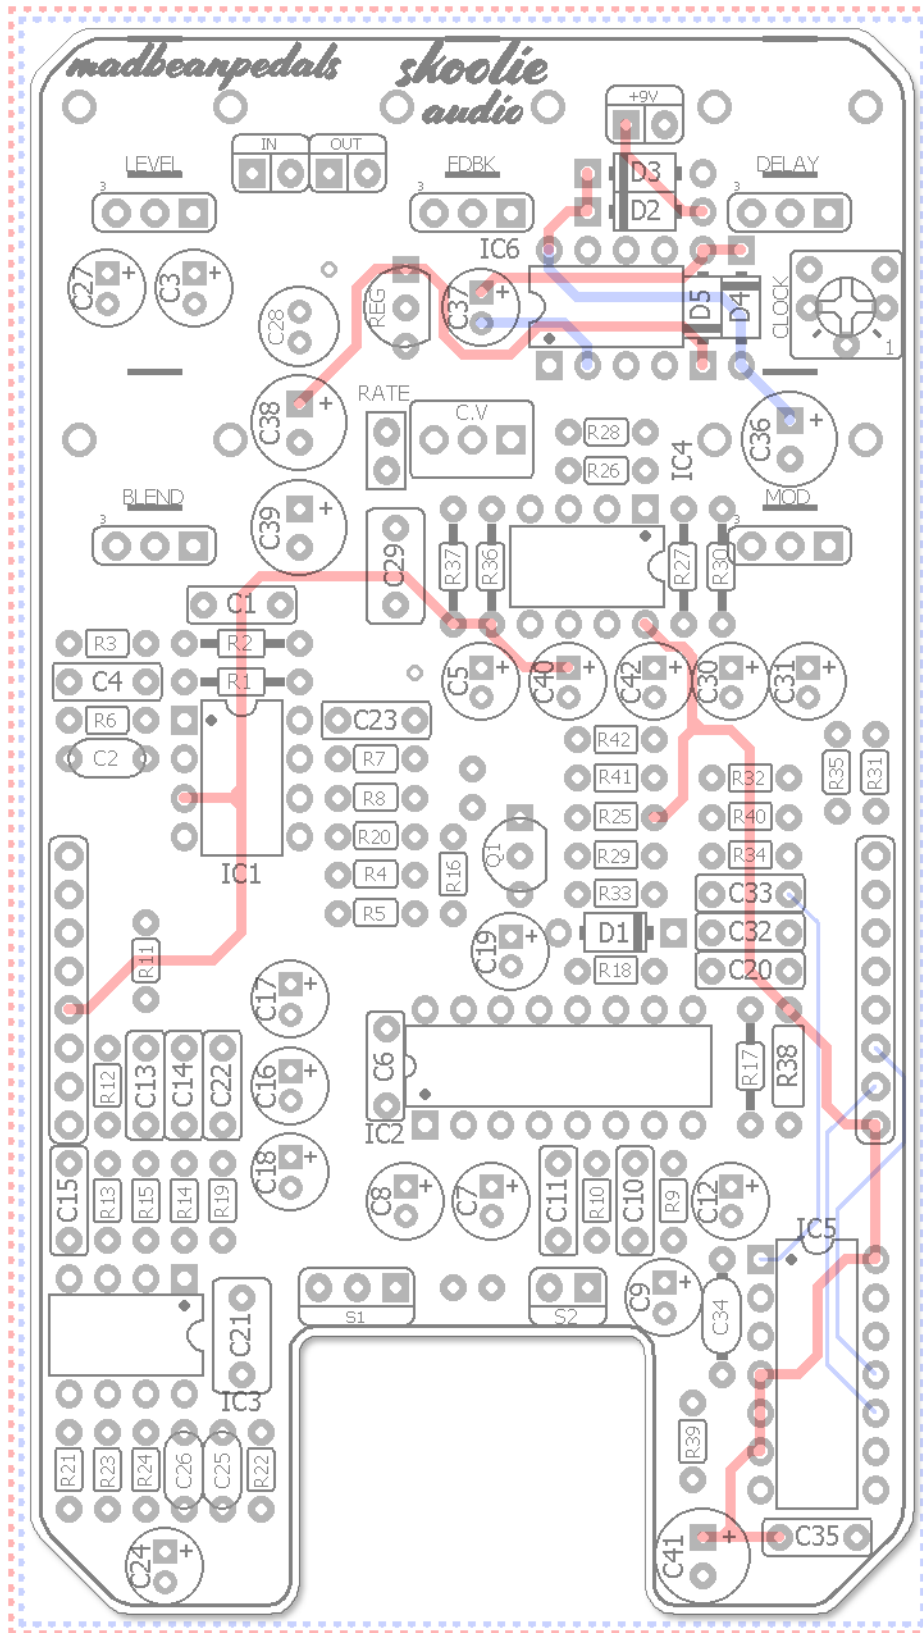 madbeanpedals skoolie
audio
+9V
IN OUT
LEVEL FDBK D3 DELAY
3 3 D2 3
IC6
C27 + C3 + C28 REG C37 + D5 D4 CLOCK
1
RATE
C38 + C.V R28 C36 +
R26 IC4
BLEND C39 + MOD
3 C29 R37 R36 R27 R30 3
C1
R3 R2
C4 R1 C5 + C40 + C42 + C30 + C31 +
R6 C23 R42
C2 R7 R41 R32 R35 R31
R8 R25 R40
R20 Q1 R29 R34
IC1 R4 R16 R33 C33
R5 C19 + D1 C32
R11 R18 C20
C17 +
R12 C13 C14 C22 C16 + C6 R17 R38
IC2
C15 R13 R15 R14 R19 C18 + C8 + C7 + C11 R10 C10 R9 C12 +
IC5
S1 S2 C9 + C34
C21
IC3
R21 R23 R24 C26 C25 R22 R39
C24 + C41 + C35